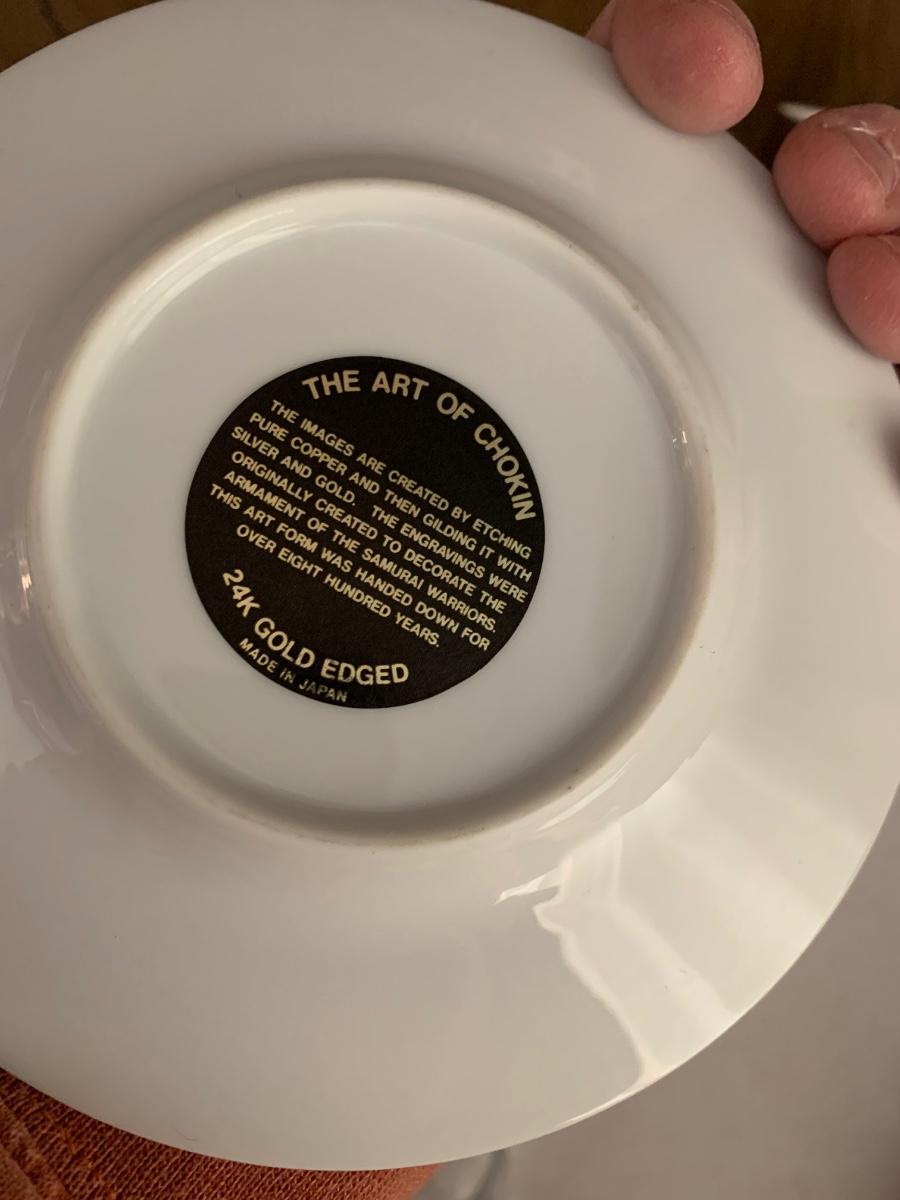 THE ART OF CHOKIN
THE IMAGES ARE CREATED BY ETCHING
PURE COPPER AND THEN GILDING IT WITH
SILVER AND GOLD. THE ENGRAVINGS WERE
ORIGINALLY CREATED TO DECORATE THE
ARMAMENT OF THE SAMURAI WARRIORS.
THIS ART FORM WAS HANDED DOWN FOR
OVER EIGHT HUNDRED YEARS.
24K GOLD EDGED
MADE IN JAPAN